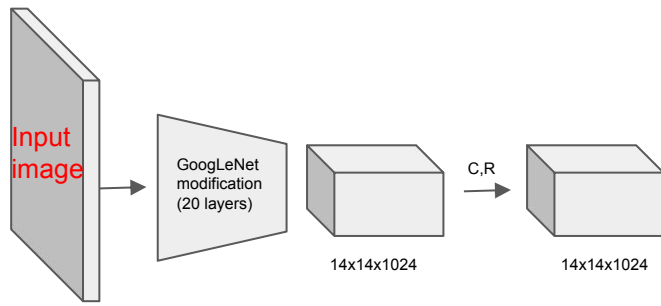 Input
image
GoogLeNet
modification
(20 layers)
C,R
14x14x1024
14x14x1024